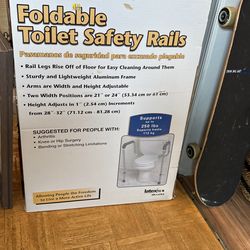 Foldable
Toilet Safety Rails
Pasamanos de seguridad para excusado plegable
• Rail Legs Rise Off of Floor for Easy Cleaning Around Them
• Sturdy and Lightweight Aluminum Frame
• Arms are Width and Height Adjustable
• Two Width Positions are 21" or 24" (53.34 cm or 61 cm)
• Height Adjusts in 1" (2.54 cm) Increments
from 28"- 32" (71.12 cm - 81.28 cm)
SUGGESTED FOR PEOPLE WITH:
• Arthritis
• Knee or Hip Surgery
• Bending or Stretching Limitations
Supports
up to
250 lbs
Soporta hasta
113 kg
Allowing People the Freedom
To Live a More Active Life